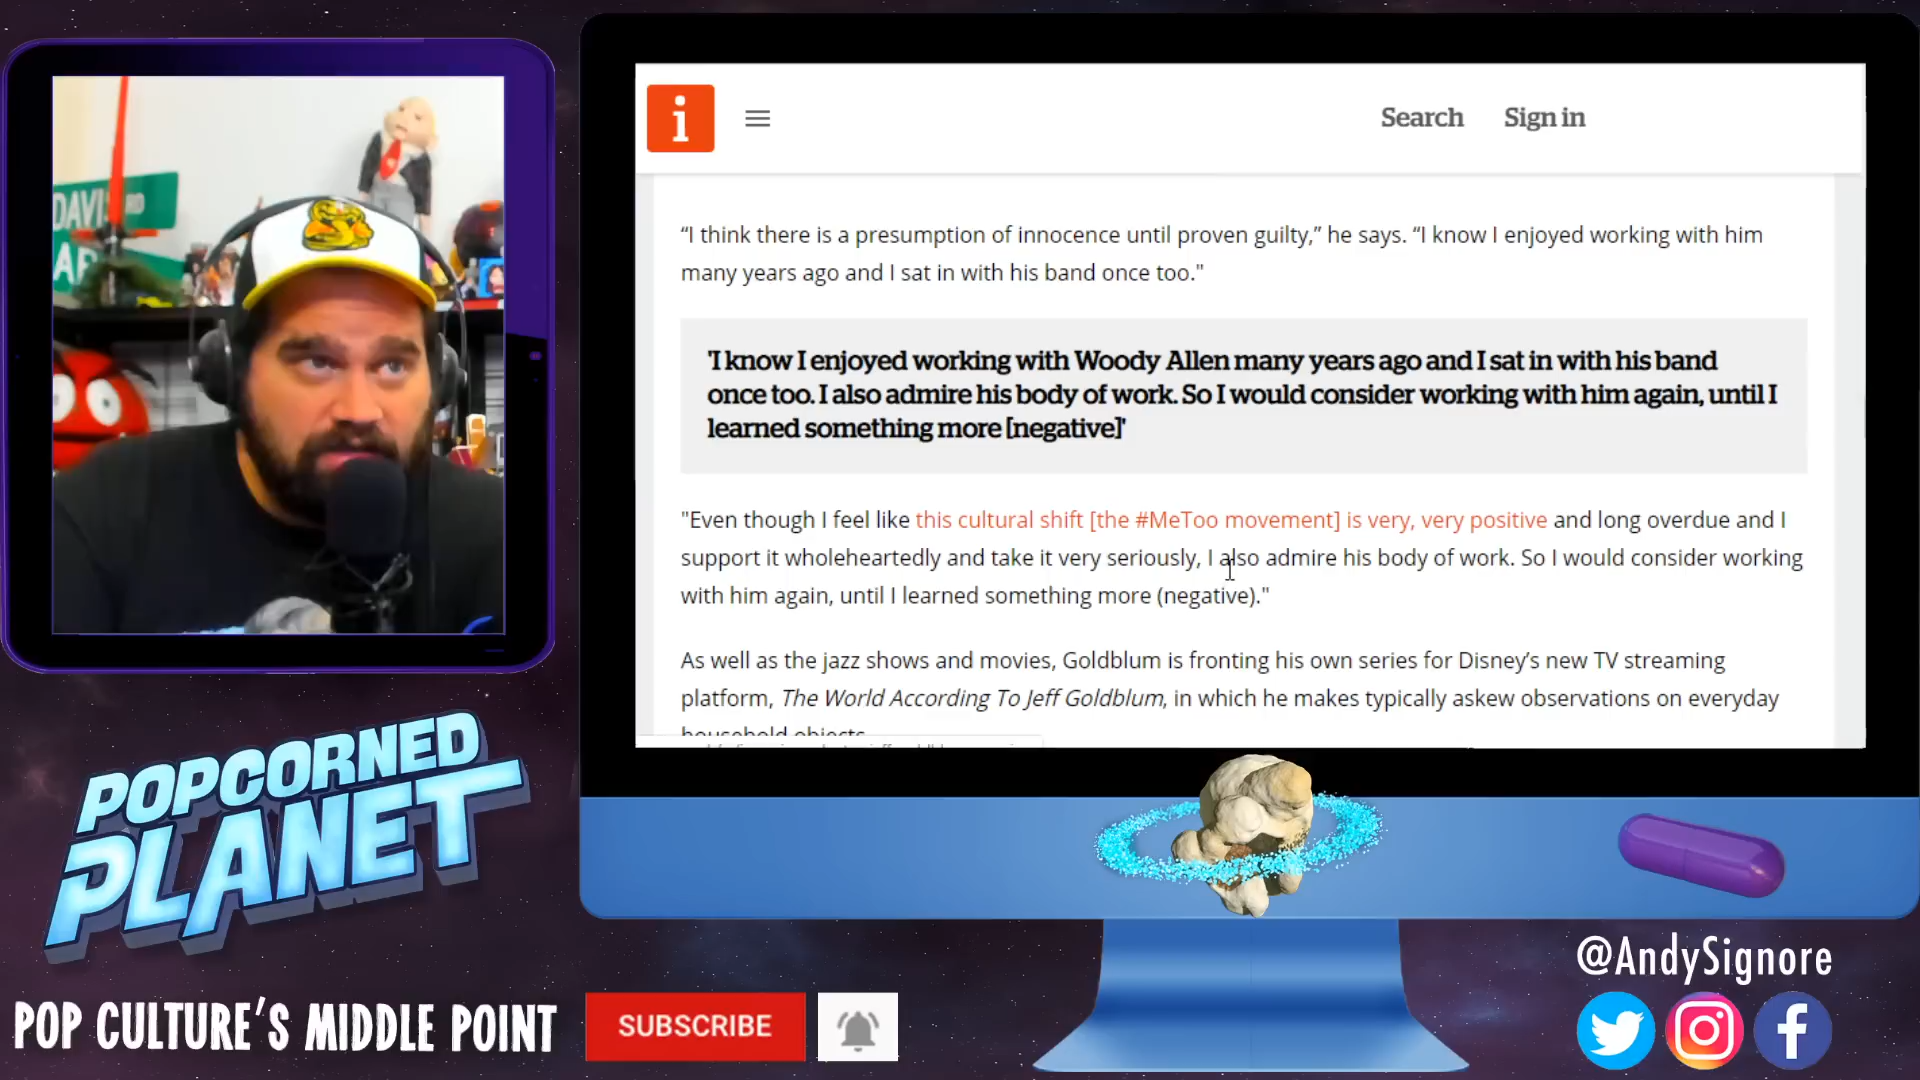 DAVIS RD
i
Search Sign in
“I think there is a presumption of innocence until proven guilty,” he says. “I know I enjoyed working with him
many years ago and I sat in with his band once too."
'I know I enjoyed working with Woody Allen many years ago and I sat in with his band
once too. I also admire his body of work. So I would consider working with him again, until I
learned something more [negative]'
"Even though I feel like this cultural shift [the #MeToo movement] is very, very positive and long overdue and I
support it wholeheartedly and take it very seriously, I also admire his body of work. So I would consider working
with him again, until I learned something more (negative)."
As well as the jazz shows and movies, Goldblum is fronting his own series for Disney’s new TV streaming
platform, The World According To Jeff Goldblum, in which he makes typically askew observations on everyday
household objects.
POPCORNED
PLANET
@AndySignore
POP CULTURE'S MIDDLE POINT
SUBSCRIBE